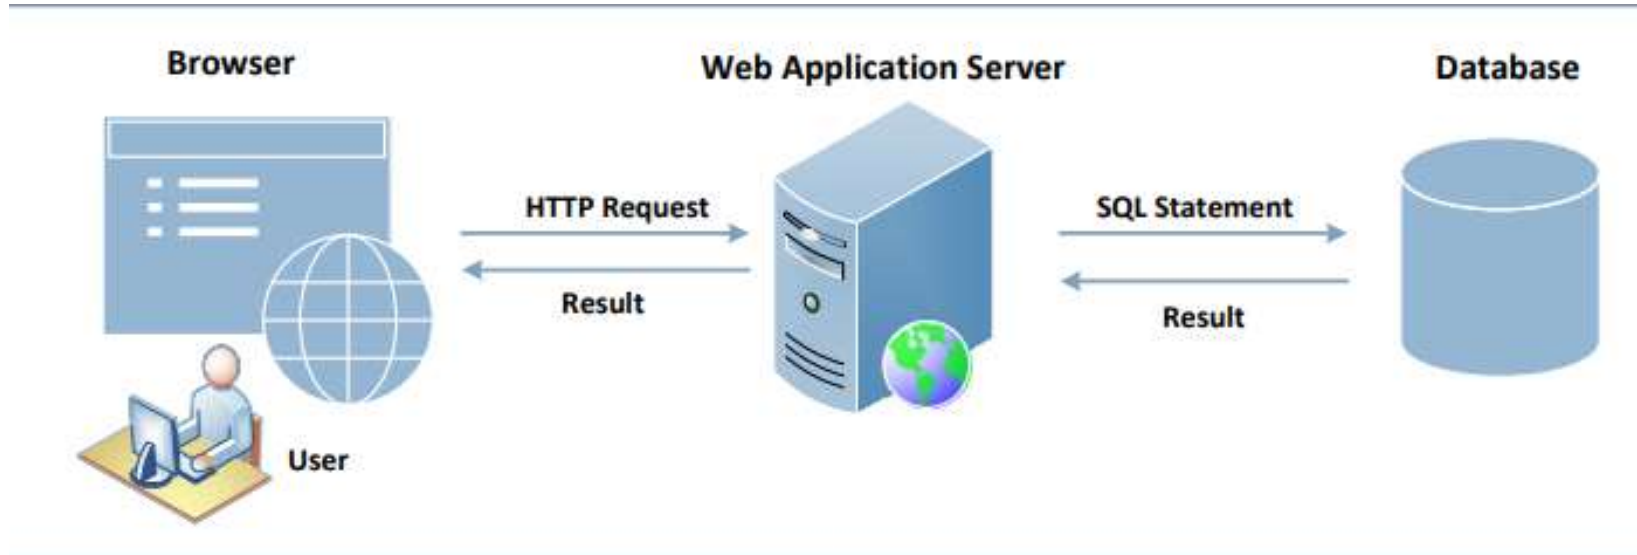 Browser
Web Application Server
Database
HTTP Request
SQL Statement
Result
Result
User